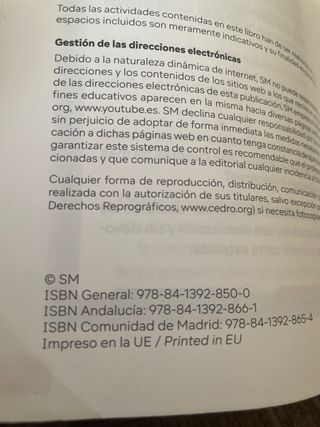 Todas las actividades contenidas en este libro han de ser
espacios incluidos son meramente indicativos y su finalidad
Gestión de las direcciones electrónicas
Debido a la naturaleza dinámica de internet, SM no puede
direcciones y los contenidos de los sitios web a los que
de las direcciones electrónicas de esta publicación, SM
fines educativos aparecen en la misma hacia diversas
org, www.youtube.es. SM declina cualquier responsabilidad
sin perjuicio de adoptar de forma inmediata las medidas
cación a dichas páginas web en cuanto tenga constancia de
garantizar este sistema de control es recomendable que el
cionadas y que comunique a la editorial cualquier incidencia
Cualquier forma de reproducción, distribución, comunicación
realizada con la autorización de sus titulares, salvo excepción
Derechos Reprográficos, www.cedro.org) si necesita fotocopiar
© SM
ISBN General: 978-84-1392-850-0
ISBN Andalucía: 978-84-1392-866-1
ISBN Comunidad de Madrid: 978-84-1392-865-4
Impreso en la UE / Printed in EU